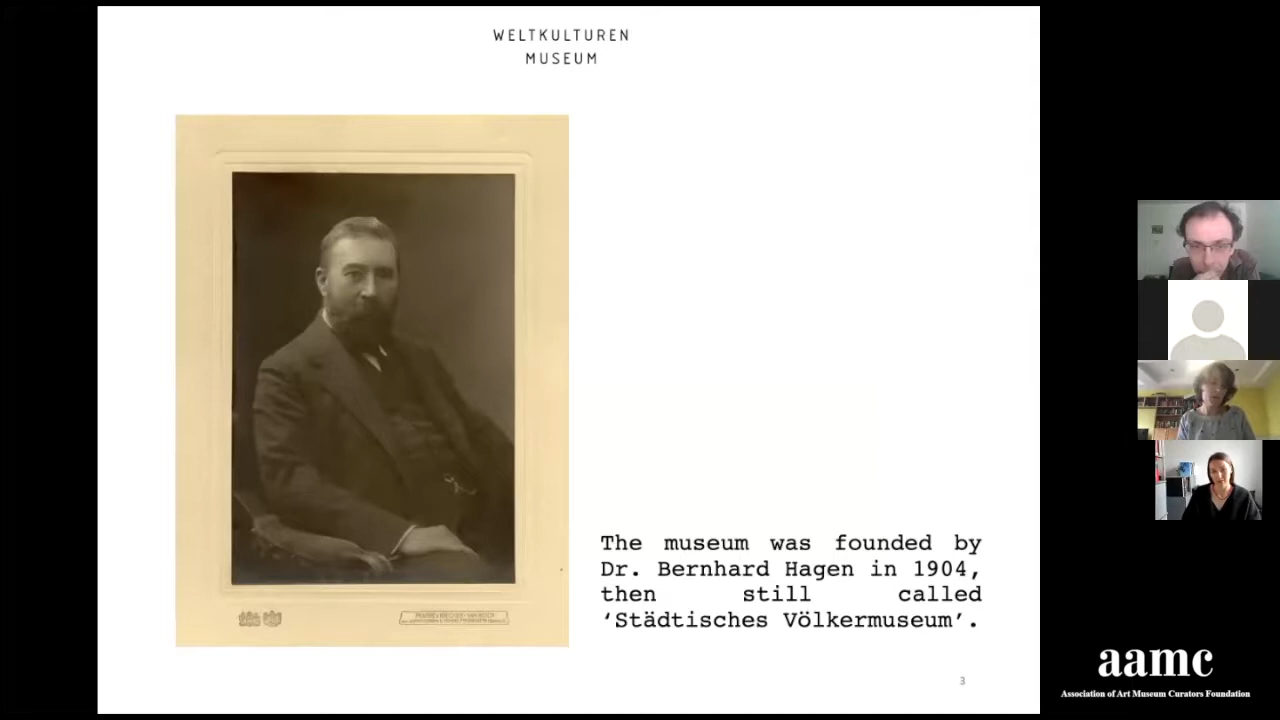 WELTKULTUREN
MUSEUM
The museum was founded by
Dr. Bernhard Hagen in 1904,
then still called
‘Städtisches Völkermuseum’.
3
aamc
Association of Art Museum Curators Foundation